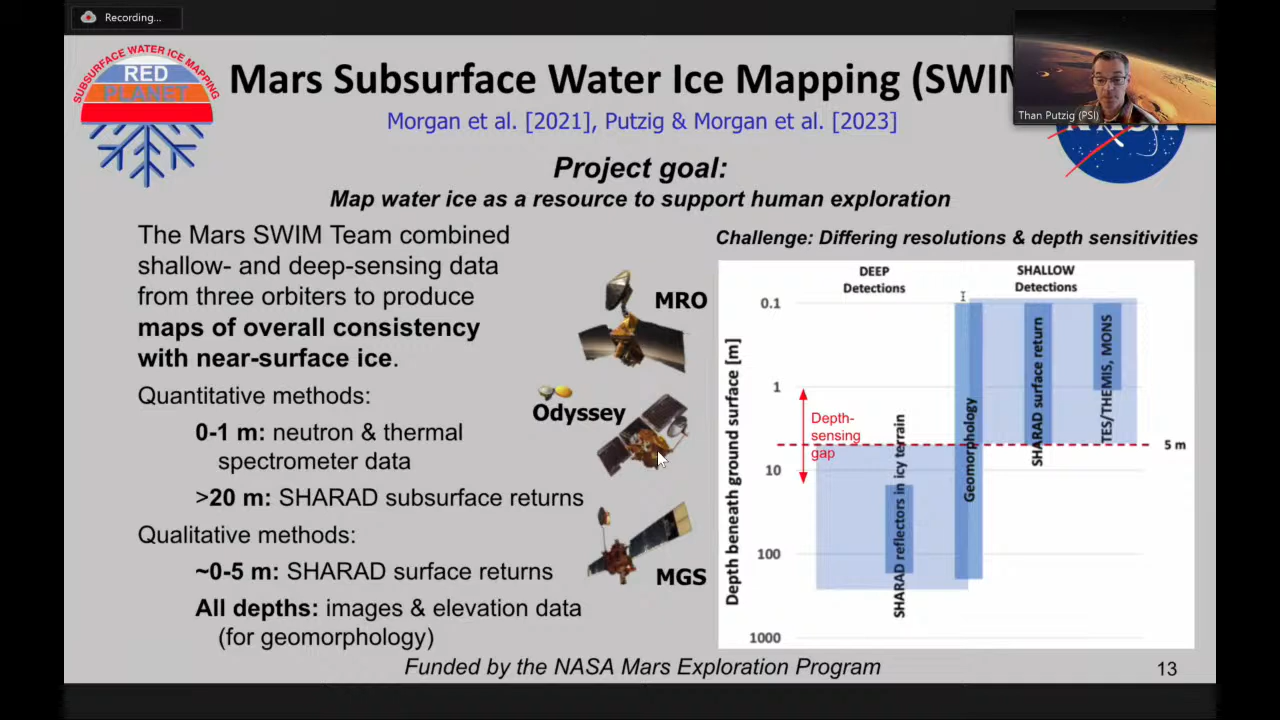 Recording...
SUBSURFACE WATER ICE MAPPING
RED
PLANET
Mars Subsurface Water Ice Mapping (SWIM
Than Putzig (PSI)
Morgan et al. [2021], Putzig & Morgan et al. [2023]
Project goal:
Map water ice as a resource to support human exploration
The Mars SWIM Team combined
shallow- and deep-sensing data
from three orbiters to produce
maps of overall consistency
with near-surface ice.
Quantitative methods:
0-1 m: neutron & thermal
spectrometer data
>20 m: SHARAD subsurface returns
Qualitative methods:
~0-5 m: SHARAD surface returns
All depths: images & elevation data
(for geomorphology)
MRO
Odyssey
MGS
Challenge: Differing resolutions & depth sensitivities
DEEP
Detections
SHALLOW
Detections
Depth beneath ground surface [m]
0.1
1
10
100
1000
Depth-
sensing
gap
SHARAD reflectors in icy terrain
Geomorphology
SHARAD surface return
TES/THEMIS, MONS
5 m
Funded by the NASA Mars Exploration Program
13